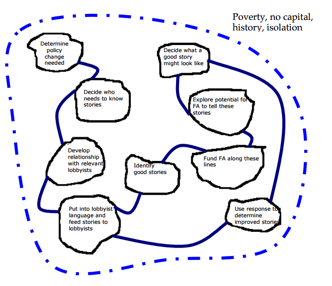 Poverty, no capital,
history, isolation
Determine
policy
change
needed
Decide what a
good story
might look like
Decide who
needs to know
stories
Explore potential for
FA to tell these
stories
Develop
relationship
with relevant
lobbyists
Identify
good stories
Fund FA along these
lines
Put into lobbyist
language and
feed stories to
lobbyists
Use response to
determine
improved stories